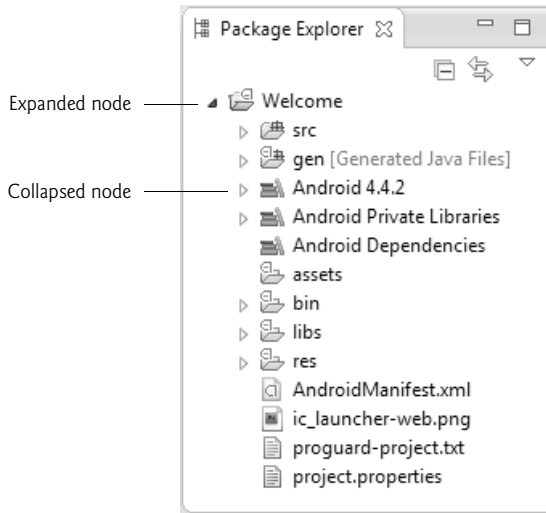 Package Explorer
Expanded node
Welcome
src
gen [Generated Java Files]
Collapsed node
Android 4.4.2
Android Private Libraries
Android Dependencies
assets
bin
libs
res
AndroidManifest.xml
ic_launcher-web.png
proguard-project.txt
project.properties